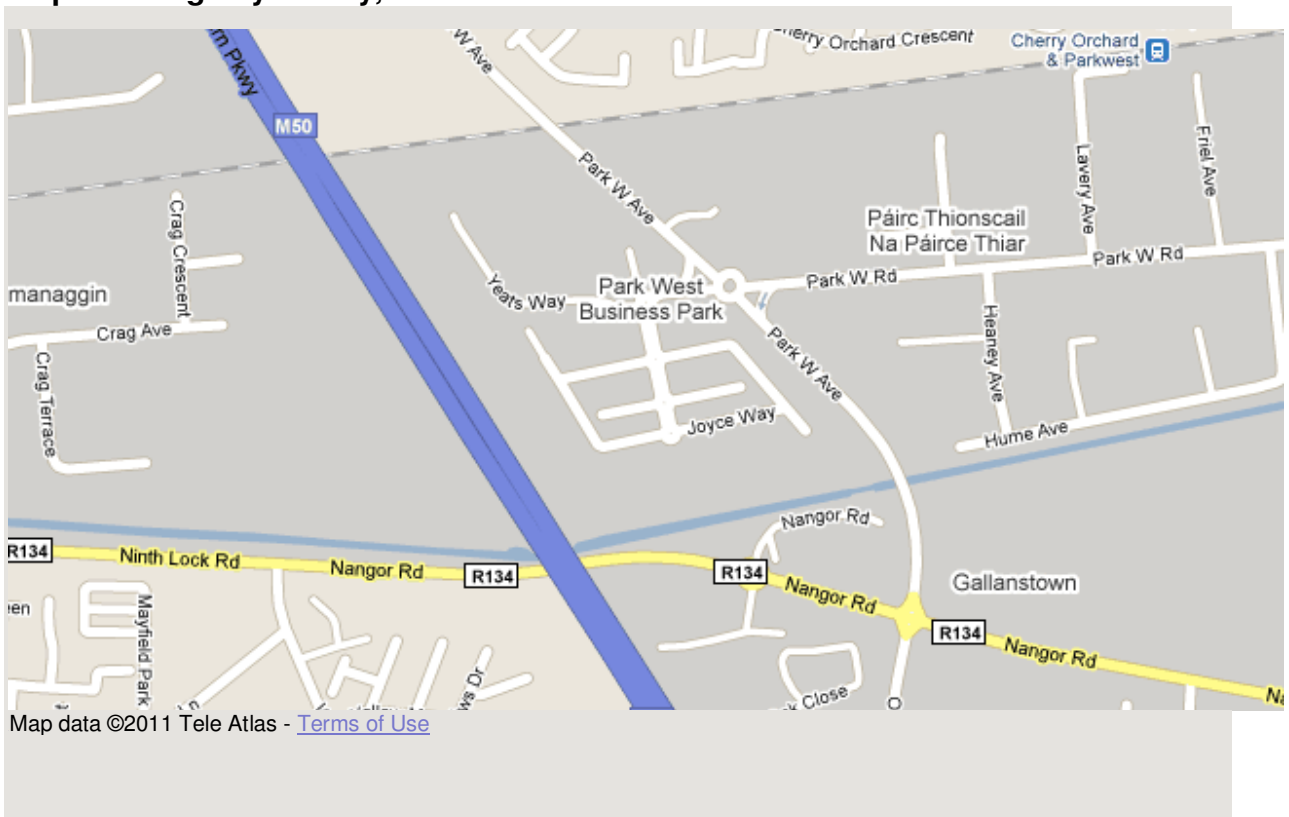 W Ave
Cherry Orchard Crescent
Cherry Orchard
& Parkwest
Pkwy
M50
Park W Ave
Lavery Ave
Friel Ave
Crag Crescent
Páirc Thionscail
Na Páirce Thiar
Park W Rd
Park W Rd
managgin
Yeats Way
Park West
Business Park
Crag Ave
Park W Ave
Heaney Ave
Crag Terrace
Joyce Way
Hume Ave
Nangor Rd
R134
Ninth Lock Rd
Nangor Rd
R134
R134
Nangor Rd
Gallanstown
Mayfield Park
R134
Nangor Rd
Close
Map data ©2011 Tele Atlas - Terms of Use